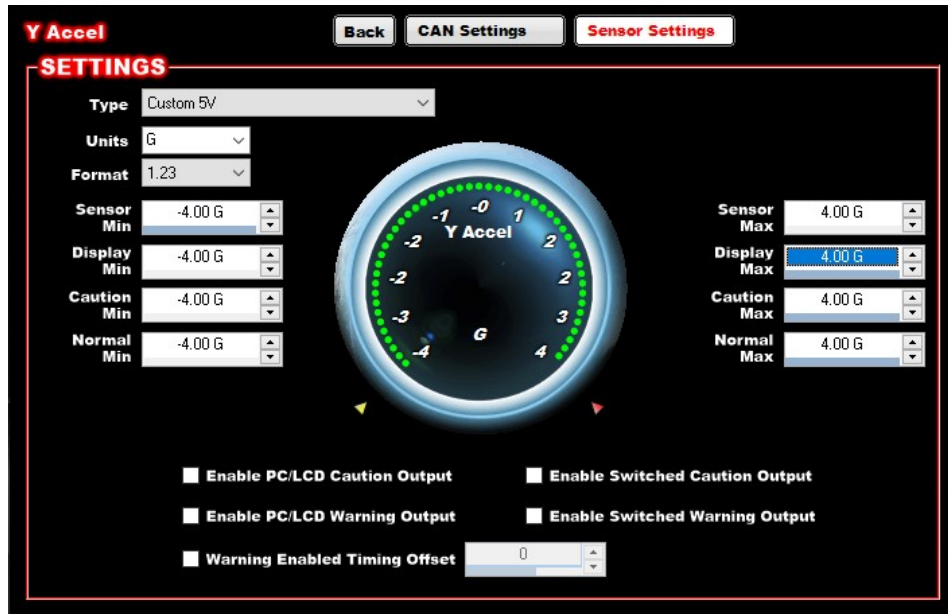 Y Accel
Back
CAN Settings
Sensor Settings
SETTINGS
Type Custom 5V
Units G
Format 1.23
Sensor Min -4.00 G
Display Min -4.00 G
Caution Min -4.00 G
Normal Min -4.00 G
-4
-3
-2
-2
-1
-0
1
2
2
3
4
Y Accel
G
Sensor Max 4.00 G
Display Max 4.00 G
Caution Max 4.00 G
Normal Max 4.00 G
Enable PC/LCD Caution Output
Enable Switched Caution Output
Enable PC/LCD Warning Output
Enable Switched Warning Output
Warning Enabled Timing Offset 0